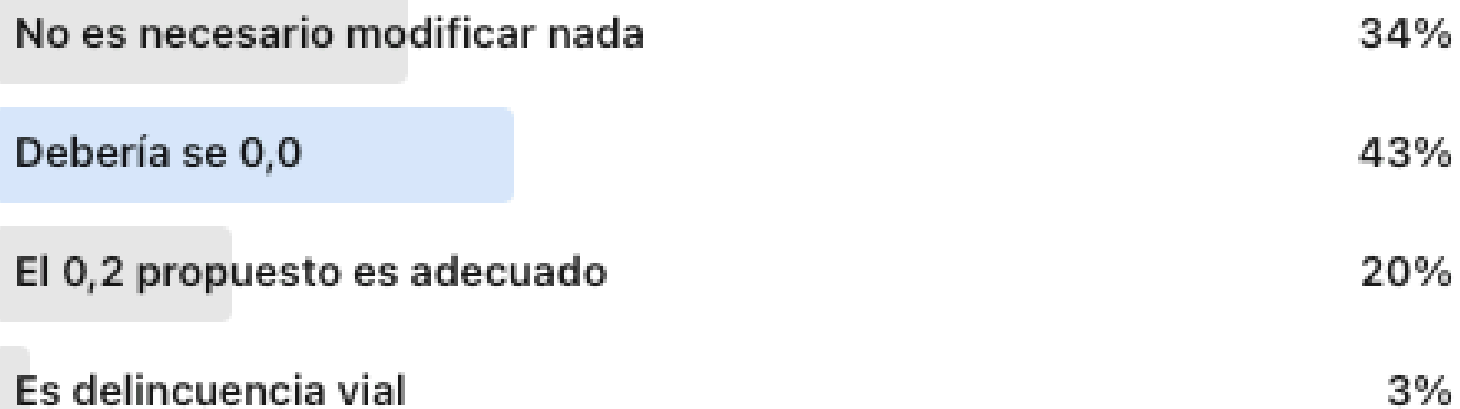 No es necesario modificar nada 34%
Debería se 0,0 43%
El 0,2 propuesto es adecuado 20%
Es delincuencia vial 3%